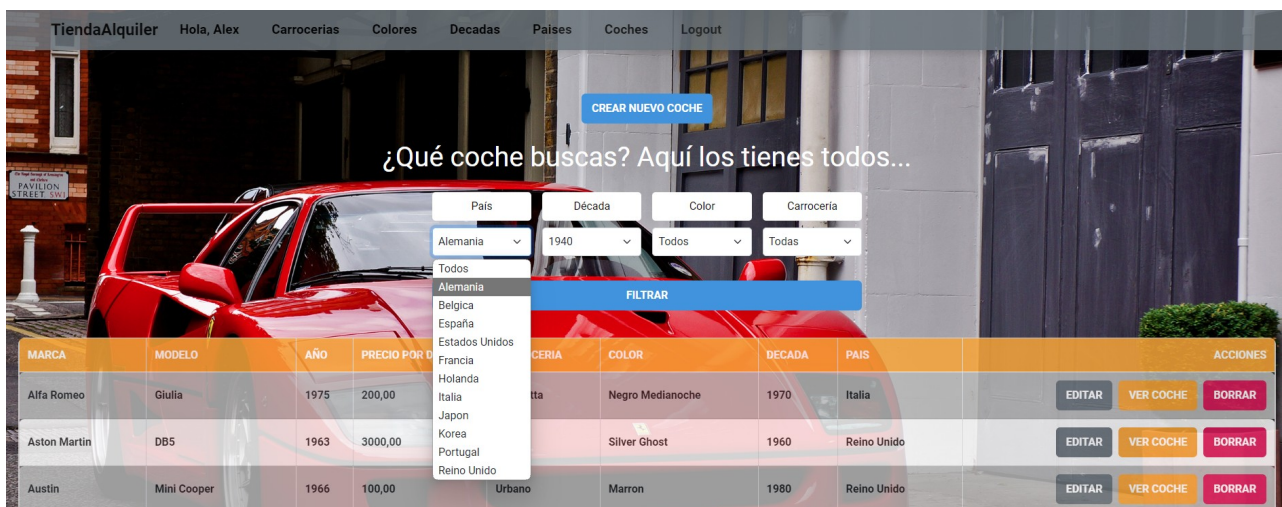 TiendaAlquiler Hola, Alex Carrocerias Colores Decadas Paises Coches Logout
CREAR NUEVO COCHE
¿Qué coche buscas? Aquí los tienes todos...
PAVILION
STREET SW1
País Década Color Carrocería
Alemania 1940 Todos Todas
Todos
Alemania
Belgica
España
Estados Unidos
Francia
Holanda
Italia
Japon
Korea
Portugal
Reino Unido
FILTRAR
MARCA MODELO AÑO PRECIO POR D CERIA COLOR DECADA PAIS ACCIONES
Alfa Romeo Giulia 1975 200,00 tta Negro Medianoche 1970 Italia EDITAR VER COCHE BORRAR
Aston Martin DB5 1963 3000,00 Silver Ghost 1960 Reino Unido EDITAR VER COCHE BORRAR
Austin Mini Cooper 1966 100,00 Urbano Marron 1980 Reino Unido EDITAR VER COCHE BORRAR